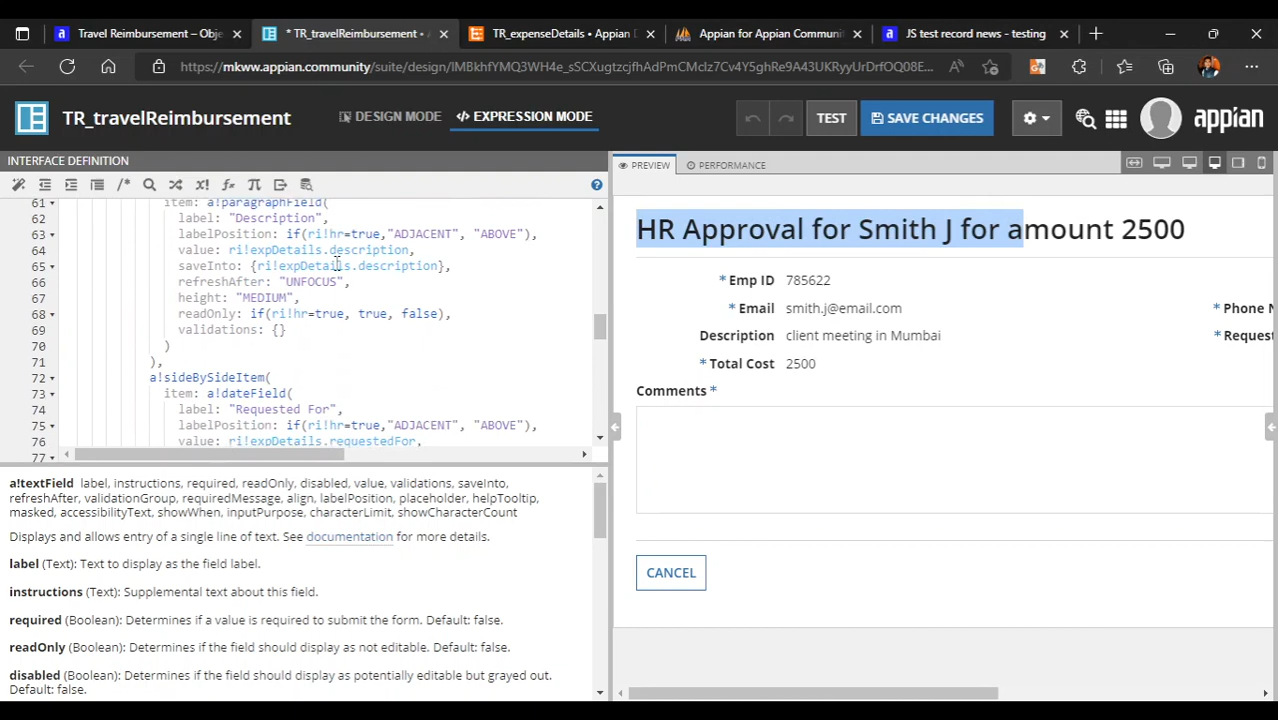 Travel Reimbursement – Obje
* TR_travelReimbursement • A
TR_expenseDetails • Appian D
Appian for Appian Communit
JS test record news - testing
mkww.appian.community/suite/design/
TR_travelReimbursement
DESIGN MODE
</> EXPRESSION MODE
TEST
SAVE CHANGES
appian
INTERFACE DEFINITION
PREVIEW
PERFORMANCE
61 item: a!paragraphField(
62 label: "Description",
63 labelPosition: if(ri!hr=true,"ADJACENT", "ABOVE"),
64 value: ri!expDetails.description,
65 saveInto: {ri!expDetails.description},
66 refreshAfter: "UNFOCUS",
67 height: "MEDIUM",
68 readOnly: if(ri!hr=true, true, false),
69 validations: {}
70 )
71 ),
72 a!sideBySideItem(
73 item: a!dateField(
74 label: "Requested For",
75 labelPosition: if(ri!hr=true,"ADJACENT", "ABOVE"),
76 value: ri!expDetails.requestedFor,
77
a!textField label, instructions, required, readOnly, disabled, value, validations, saveInto,
refreshAfter, validationGroup, requiredMessage, align, labelPosition, placeholder, helpTooltip,
masked, accessibilityText, showWhen, inputPurpose, characterLimit, showCharacterCount
Displays and allows entry of a single line of text. See documentation for more details.
label (Text): Text to display as the field label.
instructions (Text): Supplemental text about this field.
required (Boolean): Determines if a value is required to submit the form. Default: false.
readOnly (Boolean): Determines if the field should display as not editable. Default: false.
disabled (Boolean): Determines if the field should display as potentially editable but grayed out.
Default: false.
HR Approval for Smith J for amount 2500
* Emp ID 785622
* Email smith.j@email.com
* Phone N
Description client meeting in Mumbai
* Request
* Total Cost 2500
Comments *
CANCEL